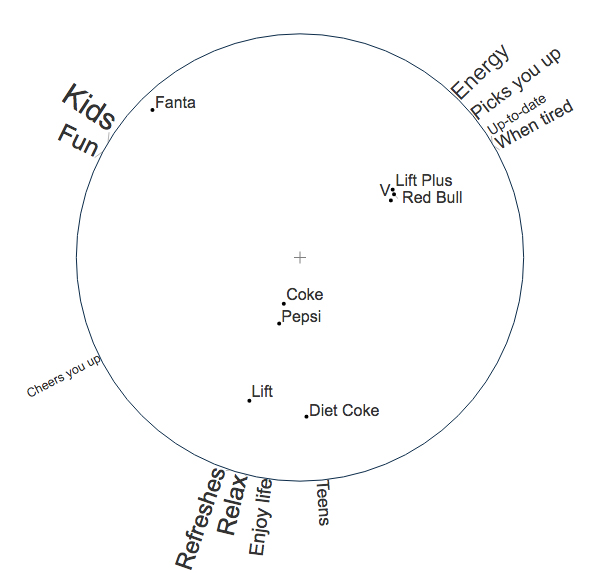 Energy
Picks you up
Up-to-date
When tired
Kids
Fun
Fanta
Lift Plus
V
Red Bull
Coke
Pepsi
Cheers you up
Lift
Diet Coke
Refreshes
Relax
Enjoy life
Teens